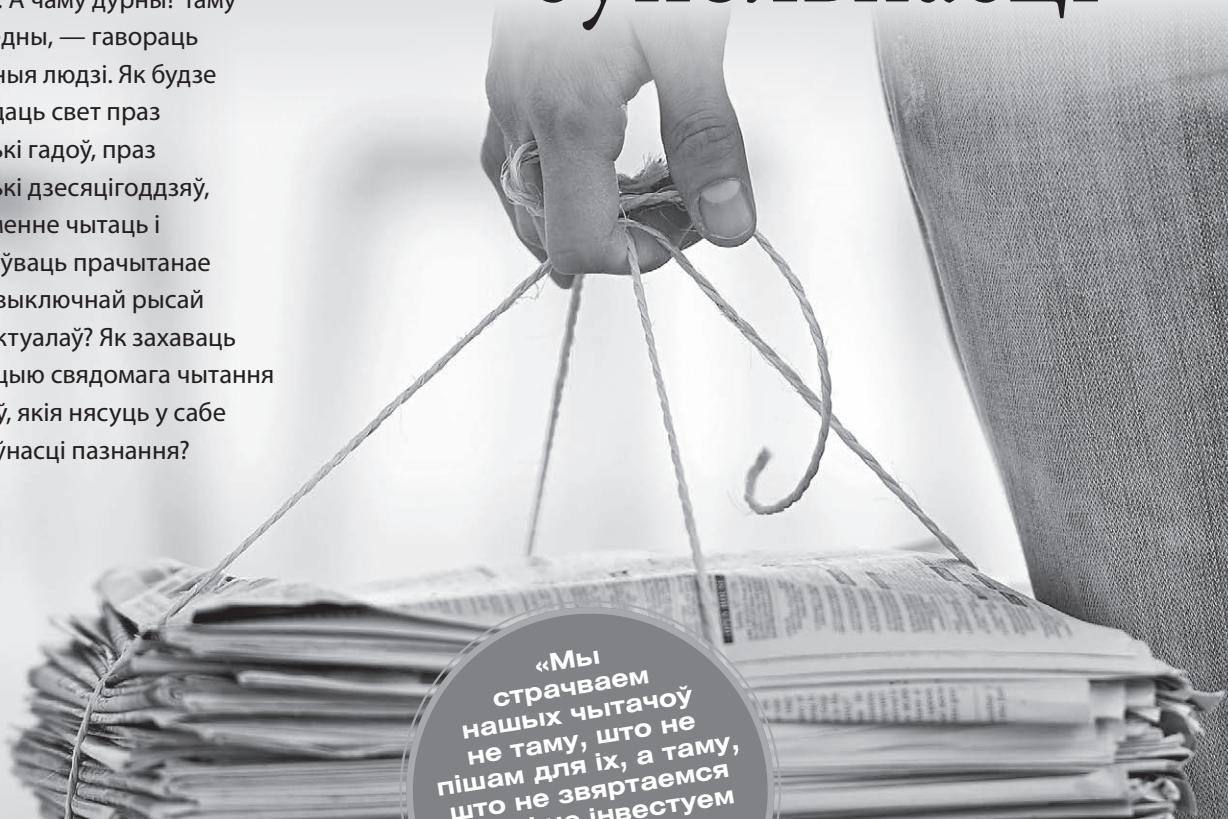 А чаму дурны? Таму
дны, — гавораць
ныя людзі. Як будзе
даць свет праз
ькі гадоў, праз
ькі дзесяцігоддзяў,
менне чытаць і
ўваць прачытанае
выключнай рысай
ктуалаў? Як захаваць
цыю свядомага чытання
ў, якія нясуць у сабе
ўнасці пазнання?
«Мы
страчваем
нашых чытачоў
не таму, што не
пішам для іх, а таму,
што не звяртаемся
не інвестуем